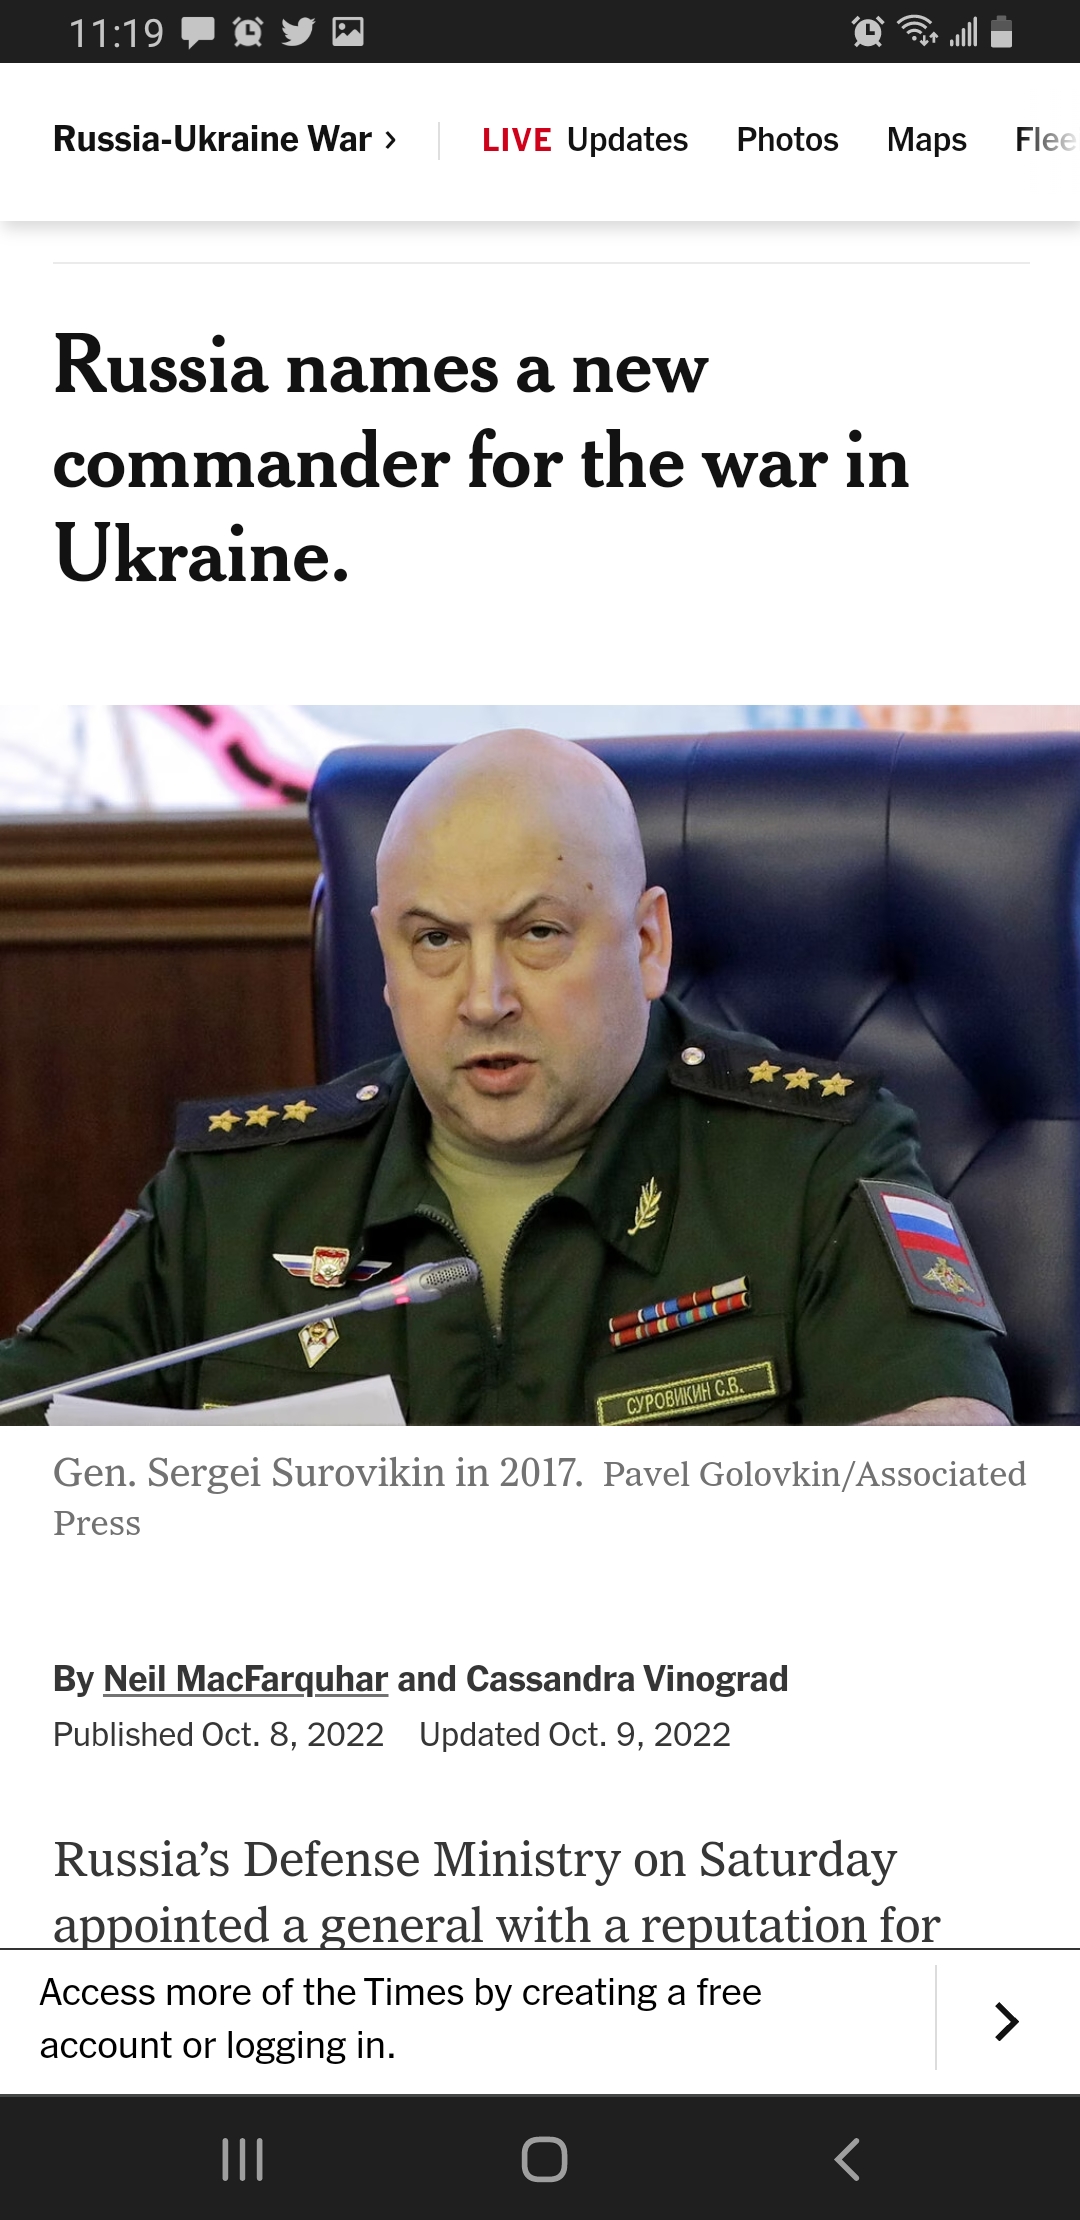 11:19
Russia-Ukraine War
LIVE Updates Photos Maps Flee
Russia names a new
commander for the war in
Ukraine.
СУРОВИКИН С.В.
Gen. Sergei Surovikin in 2017. Pavel Golovkin/Associated
Press
By Neil MacFarquhar and Cassandra Vinograd
Published Oct. 8, 2022 Updated Oct. 9, 2022
Russia’s Defense Ministry on Saturday
appointed a general with a reputation for
Access more of the Times by creating a free
account or logging in.